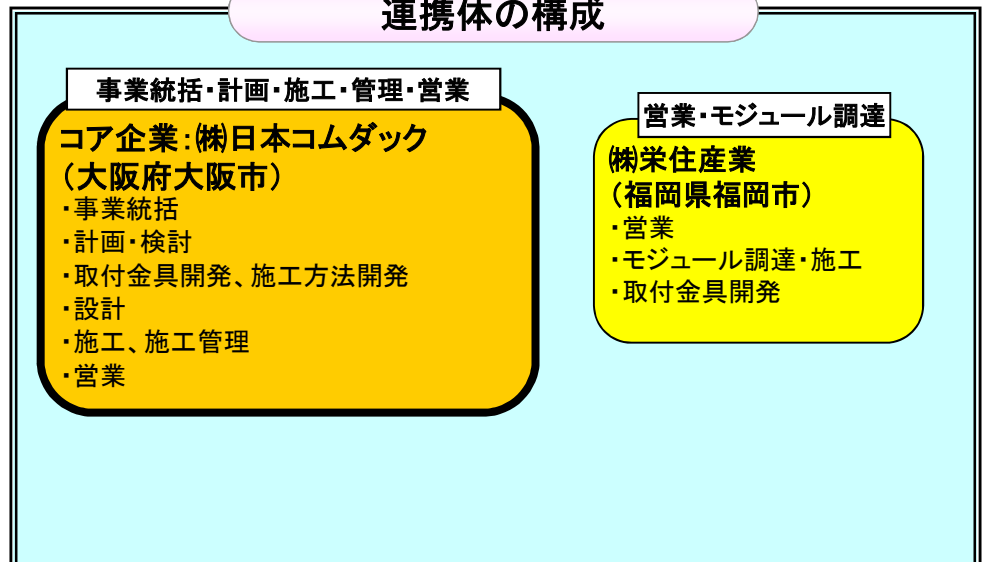 連携体の構成
事業統括・計画・施工・管理・営業
コア企業：㈱日本コムダック
（大阪府大阪市）
・事業統括
・計画・検討
・取付金具開発、施工方法開発
・設計
・施工、施工管理
・営業
営業・モジュール調達
㈱栄住産業
（福岡県福岡市）
・営業
・モジュール調達・施工
・取付金具開発